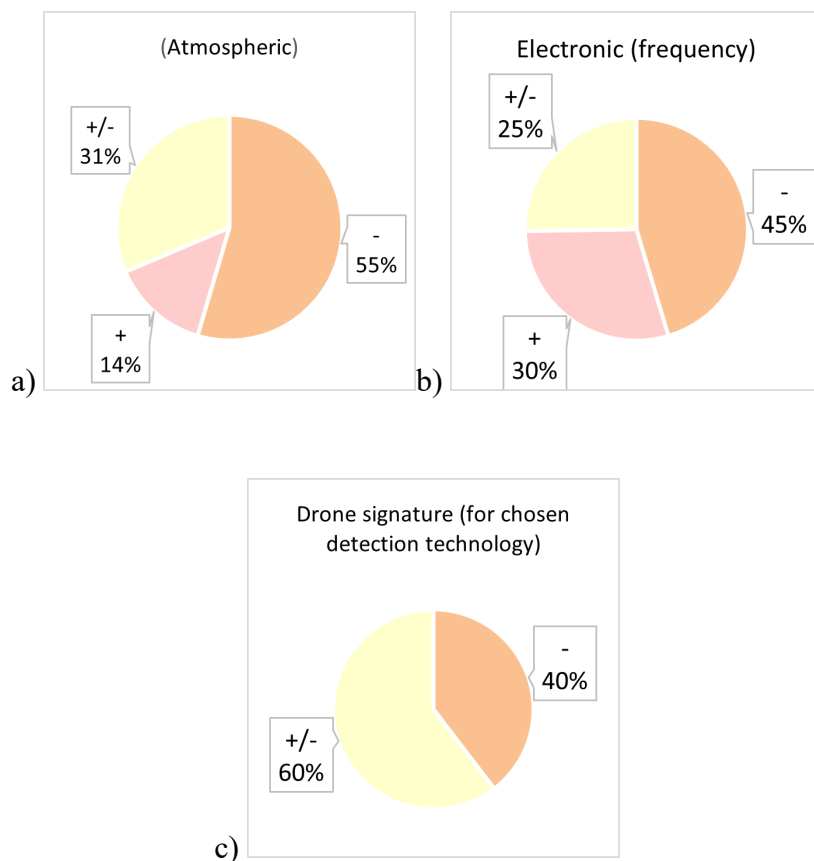 (Atmospheric)
+/-
31%
-
55%
+
14%
a)
Electronic (frequency)
+/-
25%
-
45%
+
30%
b)
Drone signature (for chosen
detection technology)
-
40%
+/-
60%
c)